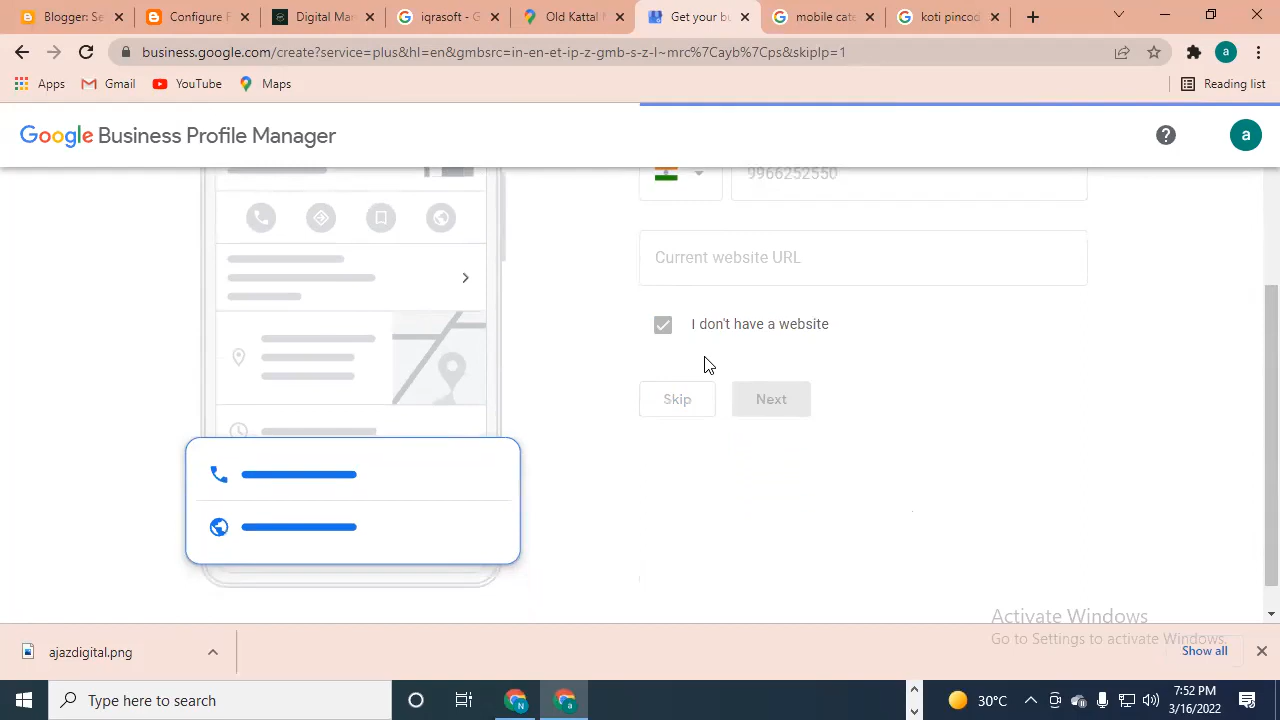 Blogger: Se
Configure F
Digital Mar
iqrasoft - G
Old Kattal M
Get your bu
mobile cate
koti pincod
business.google.com/create?service=plus&hl=en&gmbsrc=in-en-et-ip-z-gmb-s-z-l~mrc%7Cayb%7Cps&skiplp=1
a
Apps
Gmail
YouTube
Maps
Reading list
Google Business Profile Manager
a
9966252550
Current website URL
I don't have a website
Skip
Next
Activate Windows
Go to Settings to activate Windows.
ajazdigital.png
Show all
Type here to search
N
a
30°C
7:52 PM
3/16/2022